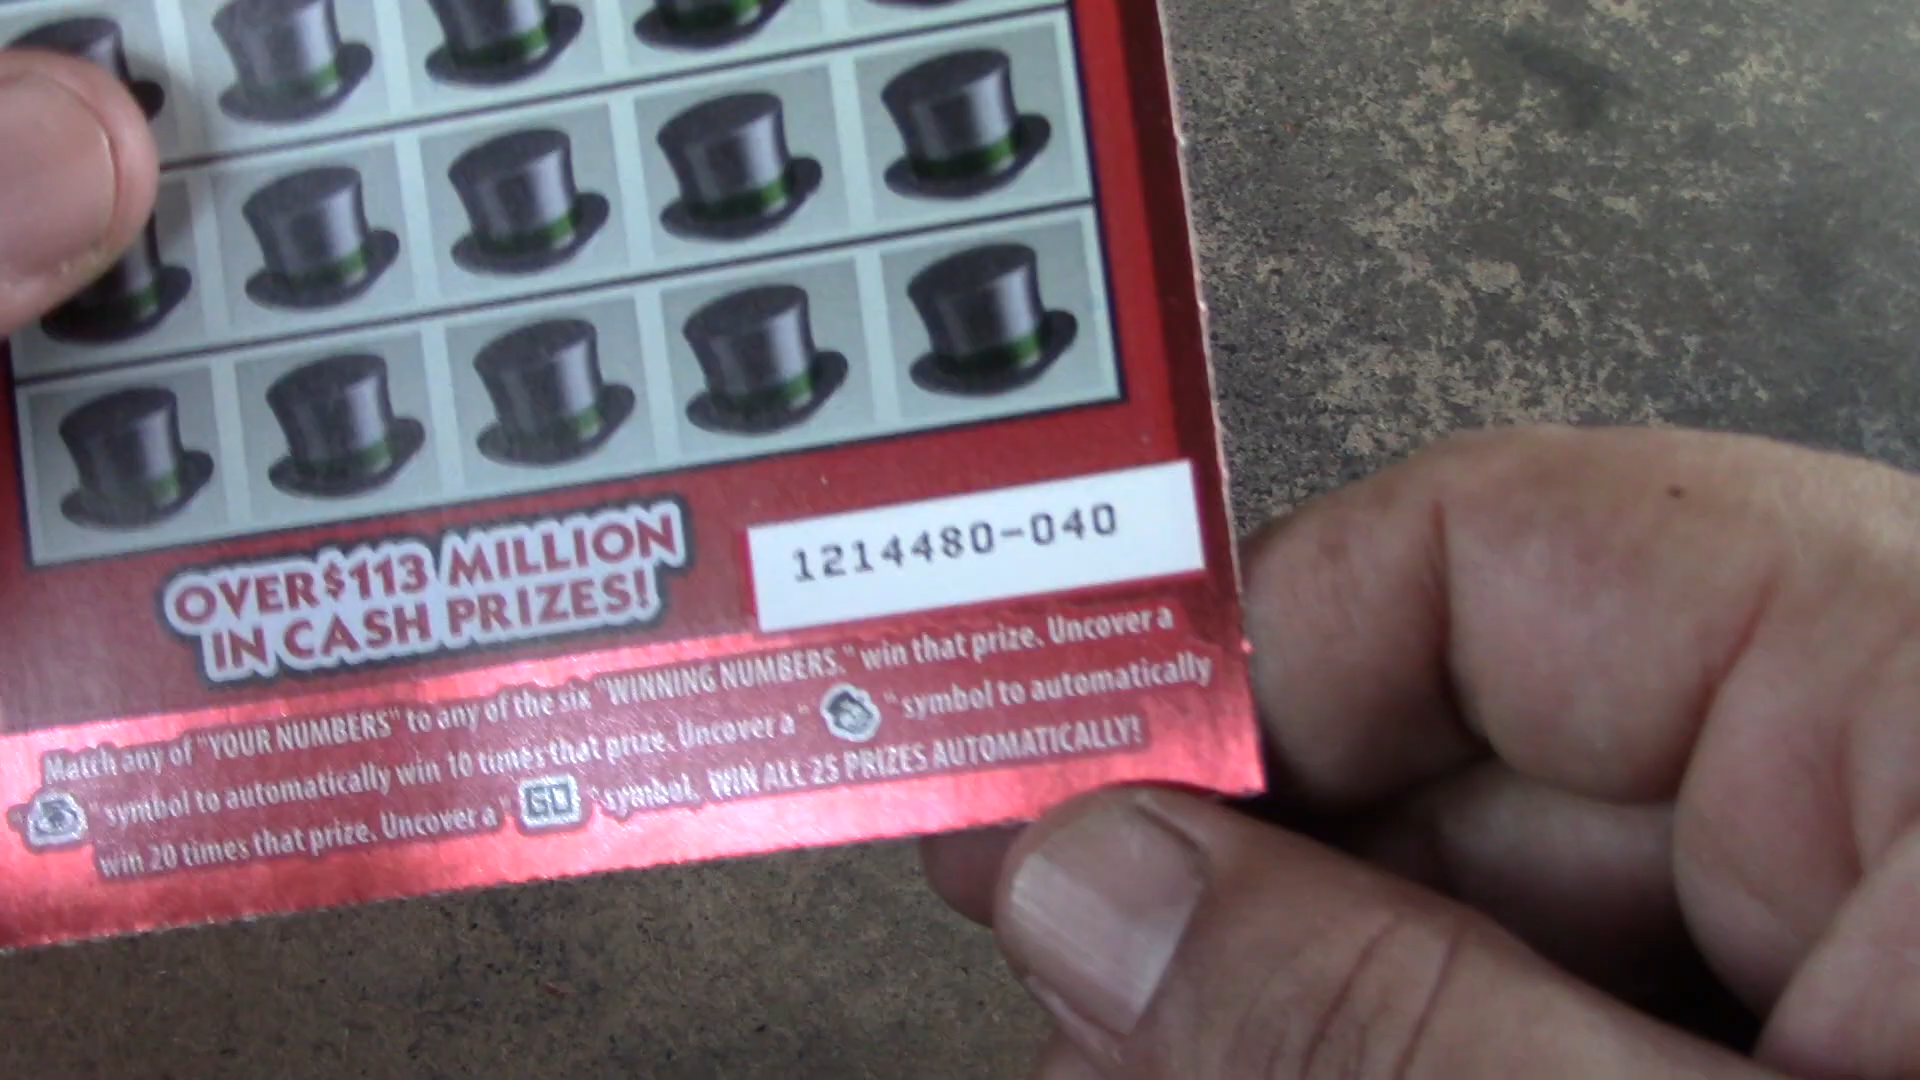 OVER $113 MILLION
IN CASH PRIZES!
1214480-040
Match any of "YOUR NUMBERS" to any of the six "WINNING NUMBERS," win that prize. Uncover a
" " symbol to automatically win 10 times that prize. Uncover a " " symbol to automatically
win 20 times that prize. Uncover a "GO" symbol, WIN ALL 25 PRIZES AUTOMATICALLY!